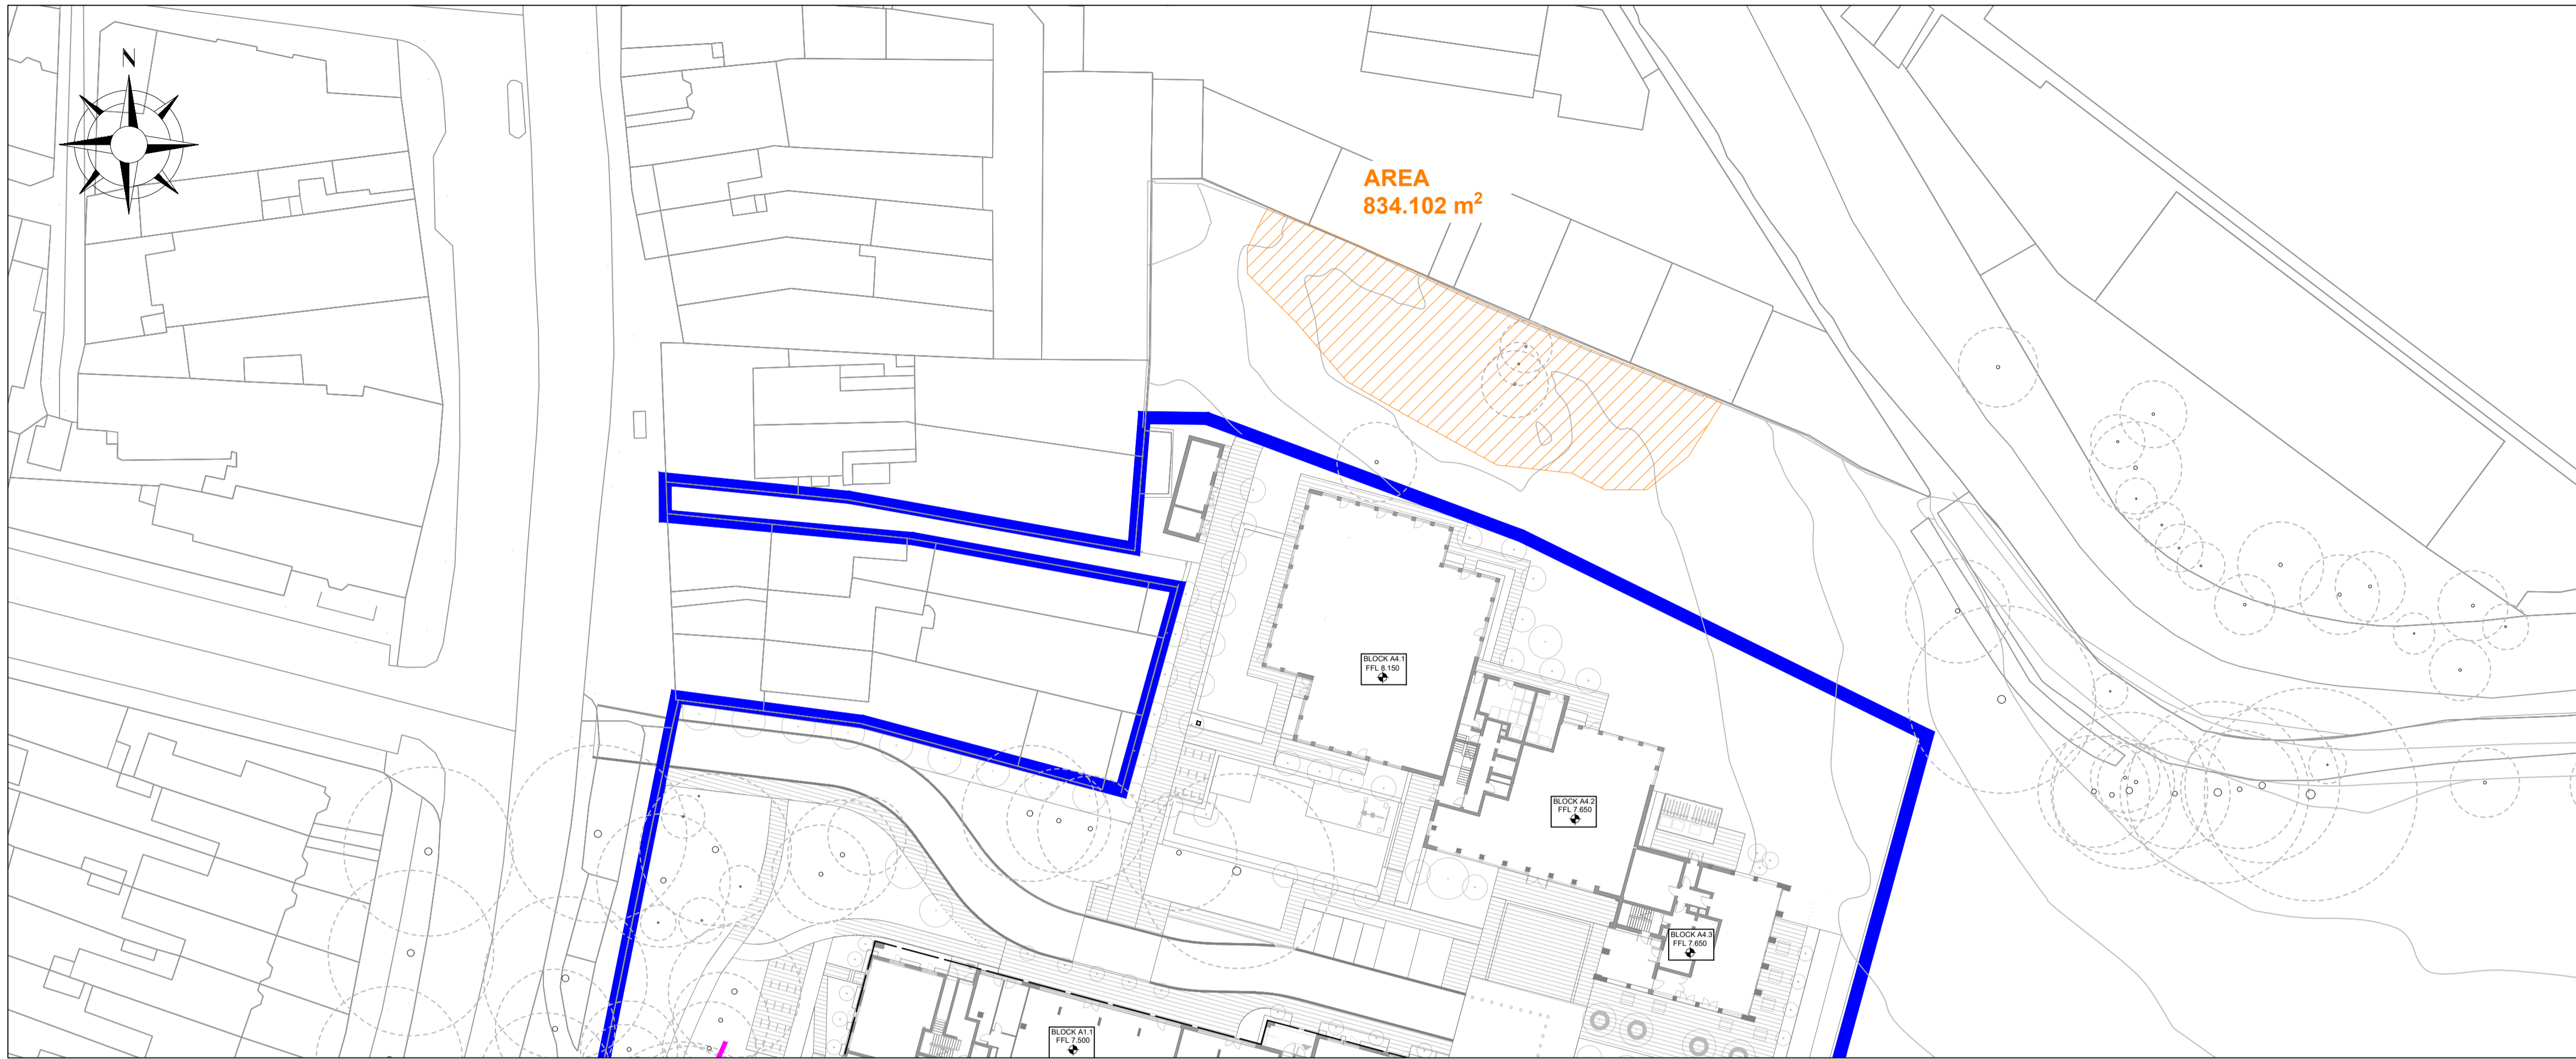 N
AREA
834.102 m²
BLOCK A4.1
FFL 8.150
BLOCK A4.2
FFL 7.650
BLOCK A4.3
FFL 7.650
BLOCK A1.1
FFL 7.500